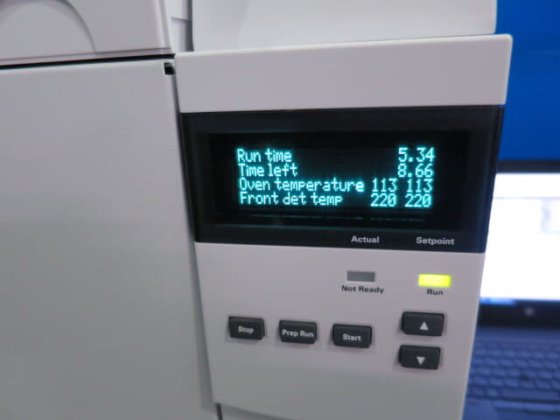 Run time 5.34
Time left 8.66
Oven temperature 113 113
Front det temp 220 220
Actual Setpoint
Not Ready Run
Stop Prep Run Start